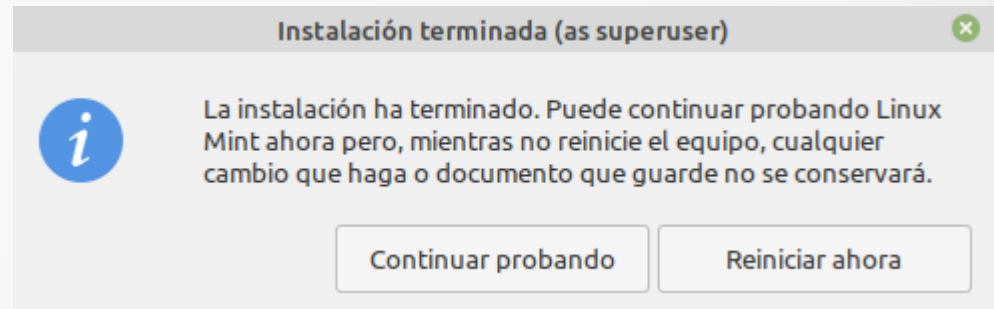 Instalación terminada (as superuser)
La instalación ha terminado. Puede continuar probando Linux
Mint ahora pero, mientras no reinicie el equipo, cualquier
cambio que haga o documento que guarde no se conservará.
Continuar probando
Reiniciar ahora